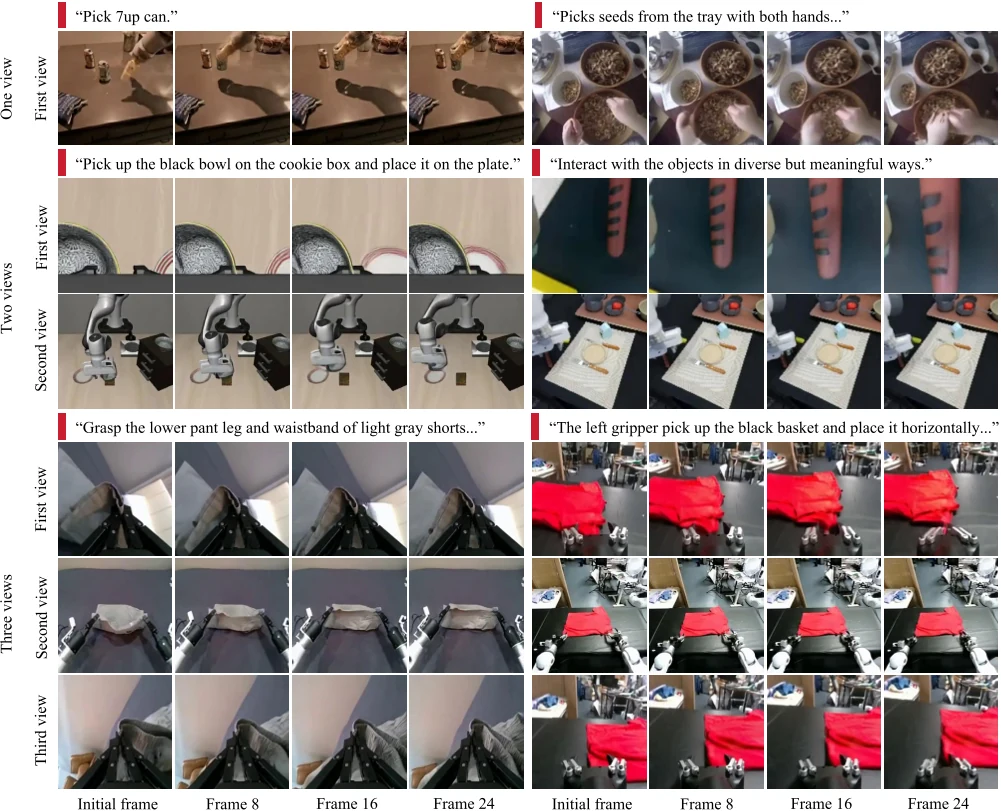 “Pick 7up can.”
“Picks seeds from the tray with both hands...”
One view
First view
“Pick up the black bowl on the cookie box and place it on the plate.”
“Interact with the objects in diverse but meaningful ways.”
Two views
First view
Second view
“Grasp the lower pant leg and waistband of light gray shorts...”
“The left gripper pick up the black basket and place it horizontally...”
Three views
First view
Second view
Third view
Initial frame
Frame 8
Frame 16
Frame 24
Initial frame
Frame 8
Frame 16
Frame 24